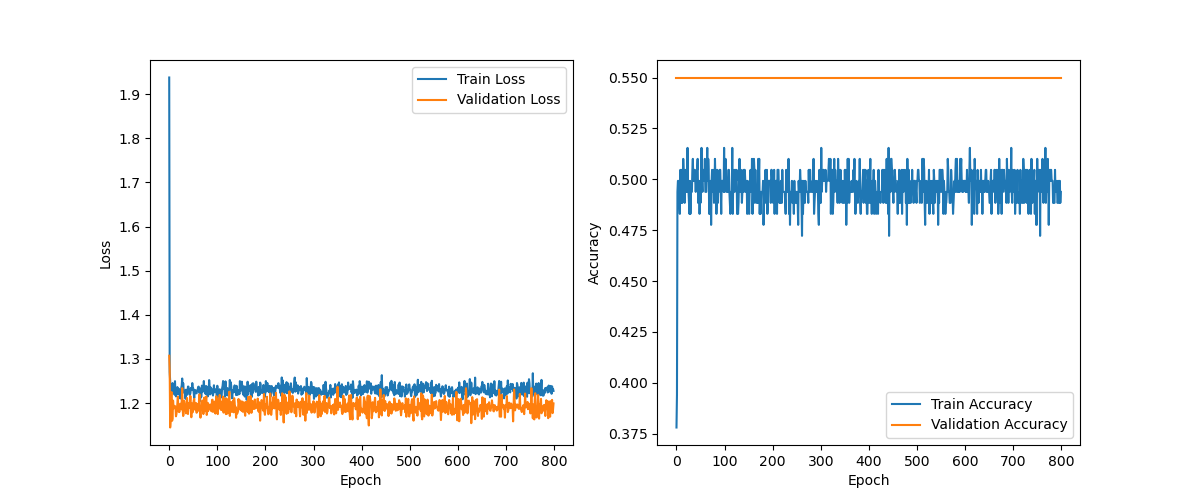 Train Loss
Validation Loss
1.9
1.8
1.7
1.6
1.5
1.4
1.3
1.2
Loss
0 100 200 300 400 500 600 700 800
Epoch
0.550
0.525
0.500
0.475
0.450
0.425
0.400
0.375
Accuracy
Train Accuracy
Validation Accuracy
0 100 200 300 400 500 600 700 800
Epoch